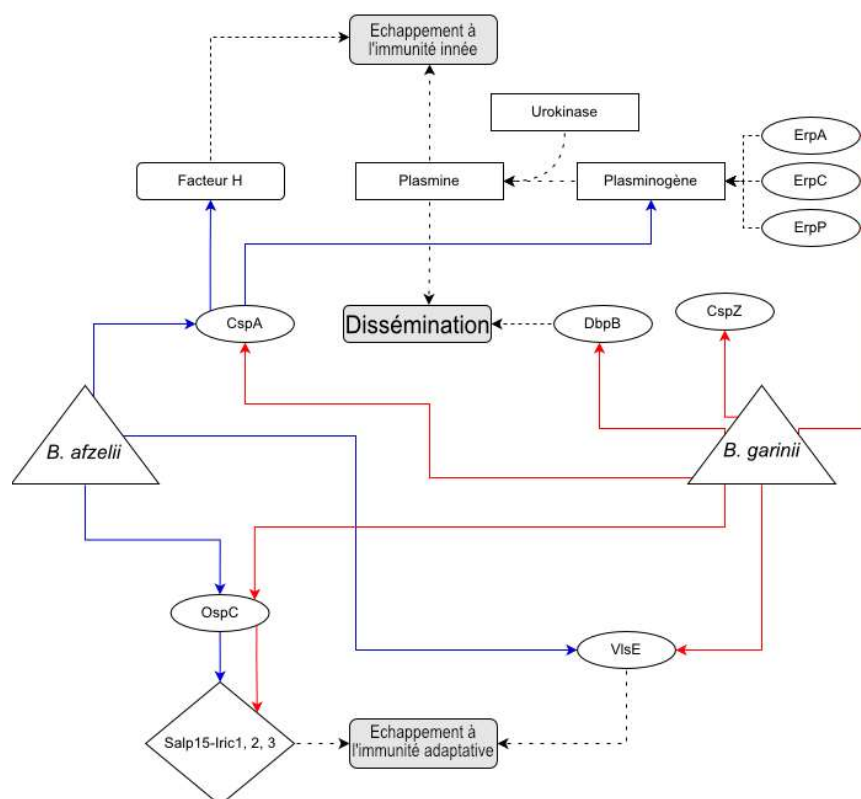 Echappement à
l'immunité innée
Urokinase
ErpA
Facteur H
Plasmine
Plasminogène
ErpC
ErpP
CspA
Dissémination
DbpB
CspZ
B. afzelii
B. garinii
OspC
VlsE
Salp15-Iric1, 2, 3
Echappement à
l'immunité adaptative